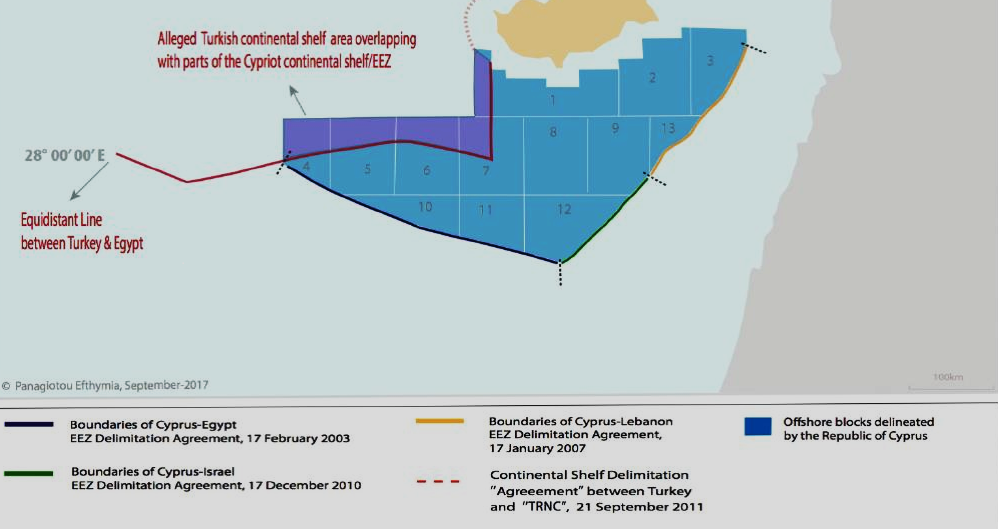 Alleged Turkish continental shelf area overlapping
with parts of the Cypriot continental shelf/EEZ
28° 00′ 00″ E
Equidistant Line
between Turkey & Egypt
1
2
3
4
5
6
7
8
9
13
10
11
12
© Panagiotou Efthymia, September-2017
100km
Boundaries of Cyprus-Egypt
EEZ Delimitation Agreement, 17 February 2003
Boundaries of Cyprus-Israel
EEZ Delimitation Agreement, 17 December 2010
Boundaries of Cyprus-Lebanon
EEZ Delimitation Agreement,
17 January 2007
Continental Shelf Delimitation
"Agreeement" between Turkey
and "TRNC", 21 September 2011
Offshore blocks delineated
by the Republic of Cyprus